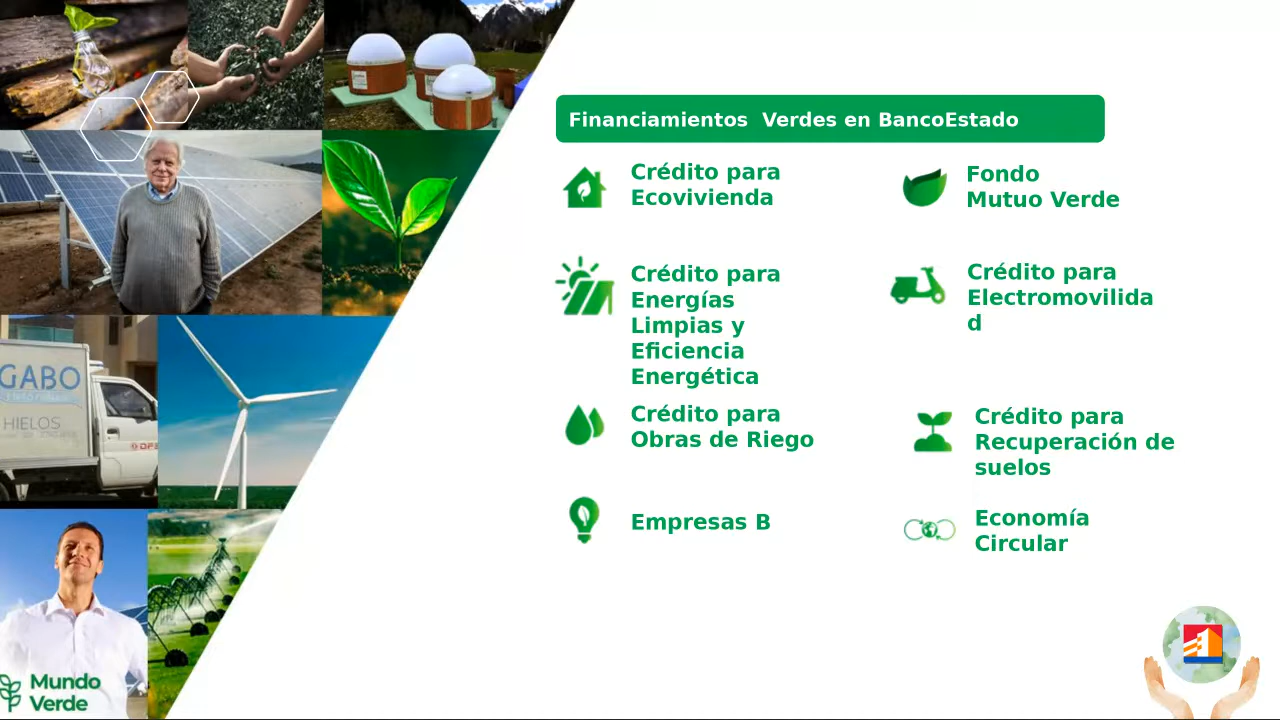 Financiamientos  Verdes en BancoEstado
Crédito para
Ecovivienda
Fondo
Mutuo Verde
Crédito para
Energías
Limpias y
Eficiencia
Energética
Crédito para
Electromovilida
d
Crédito para
Obras de Riego
Crédito para
Recuperación de
suelos
Empresas B
Economía
Circular
GABO
HIELOS
Mundo
Verde